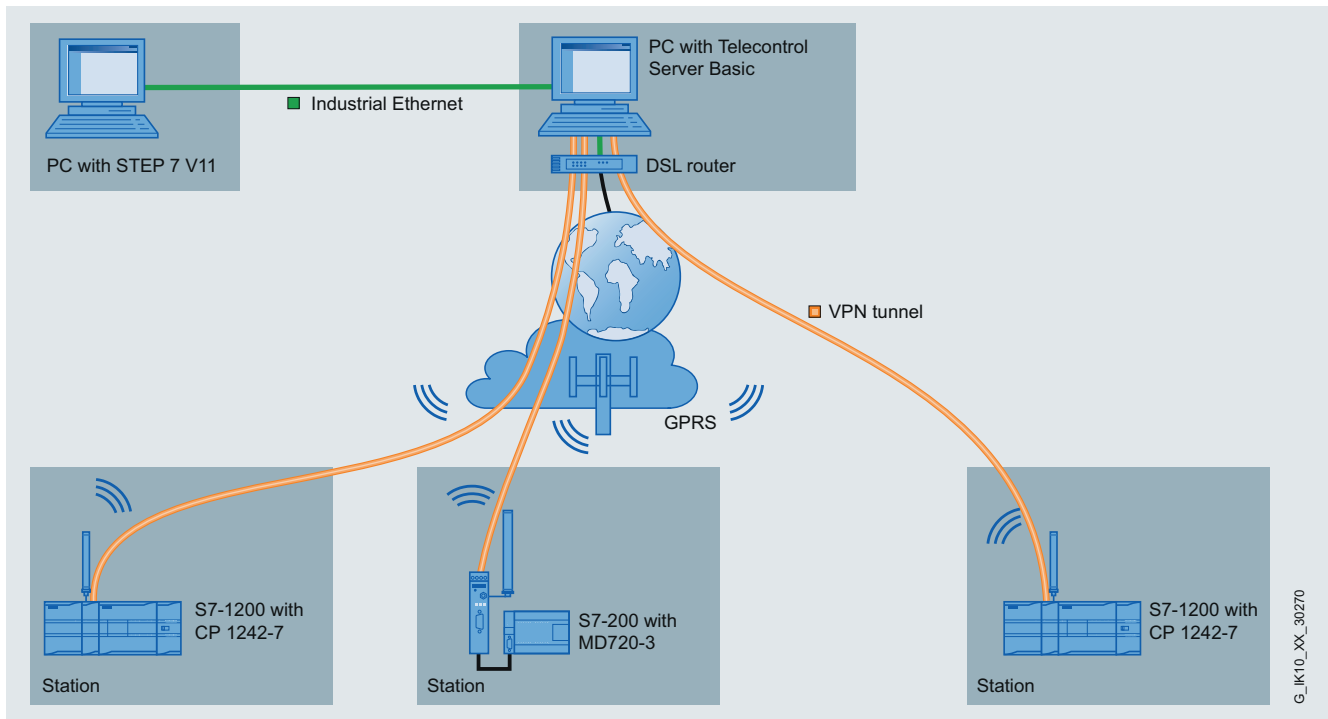 PC with Telecontrol
Server Basic
Industrial Ethernet
PC with STEP 7 V11
DSL router
VPN tunnel
GPRS
S7-1200 with
CP 1242-7
Station
S7-200 with
MD720-3
Station
S7-1200 with
CP 1242-7
Station
G_IK10_XX_30270